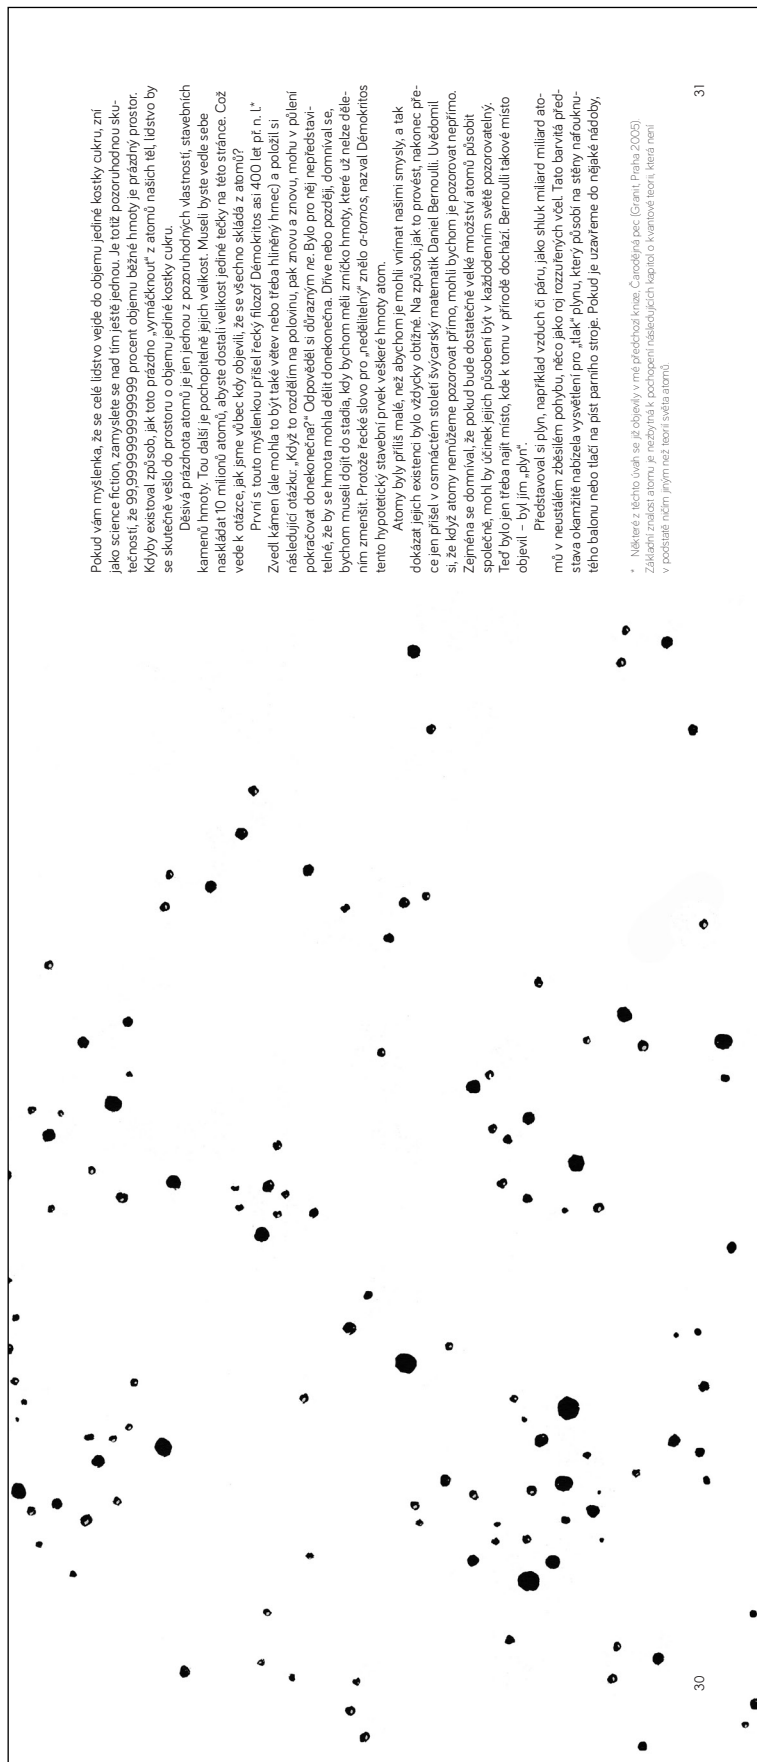 Pokud vám myšlenka, že se celé lidstvo vejde do objemu jediné kostky cukru, zní
jako science fiction, zamyslete se nad tím ještě jednou. Je totiž pozoruhodnou sku-
tečností, že 99,9999999999999 procent objemu běžné hmoty je prázdný prostor.
Kdyby existoval způsob, jak toto prázdno „vymáčknout“ z atomů našich těl, lidstvo by
se skutečně vešlo do prostoru o objemu jediné kostky cukru.
Děsivá prázdnota atomů je jen jednou z pozoruhodných vlastností, stavebních
kamenů hmoty. Tou další je pochopitelně jejich velikost. Museli byste vedle sebe
naskládat 10 milionů atomů, abyste dostali velikost jediné tečky na této stránce. Což
vede k otázce, jak jsme vůbec kdy objevili, že se všechno skládá z atomů?
První s touto myšlenkou přišel řecký filozof Démokritos asi 400 let př. n. l.*
Zvedl kámen (ale mohla to být také větev nebo třeba hliněný hrnec) a položil si
následující otázku: „Když to rozdělím na polovinu, pak znovu a znovu, mohu v půlení
pokračovat donekonečna?“ Odpověděl si důrazným ne. Bylo pro něj nepředstavi-
telné, že by se hmota mohla dělit donekonečna. Dříve nebo později, domníval se,
bychom museli dojít do stadia, kdy bychom měli zrníčko hmoty, které už nelze děle-
ním zmenšit. Protože řecké slovo pro „nedělitelný“ znělo a-tomos, nazval Démokritos
tento hypotetický stavební prvek veškeré hmoty atom.
Atomy byly příliš malé, než abychom je mohli vnímat našimi smysly, a tak
dokázat jejich existenci bylo vždycky obtížné. Na způsob, jak to provést, nakonec pře-
ce jen přišel v osmnáctém století švýcarský matematik Daniel Bernoulli. Uvědomil
si, že když atomy nemůžeme pozorovat přímo, mohli bychom je pozorovat nepřímo.
Zejména se domníval, že pokud bude dostatečně velké množství atomů působit
společně, mohl by účinek jejich působení být v každodenním světě pozorovatelný.
Teď bylo jen třeba najít místo, kde k tomu v přírodě dochází. Bernoulli takové místo
objevil – byl jím „plyn“.
Představoval si plyn, například vzduch či páru, jako shluk miliard miliard ato-
mů v neustálém zběsilém pohybu, něco jako roj rozzuřených včel. Tato barvitá před-
stava okamžitě nabízela vysvětlení pro „tlak“ plynu, který působí na stěny nafouknu-
tého balonu nebo tlačí na píst parního stroje. Pokud je uzavřeme do nějaké nádoby,
* Některé z těchto úvah se již objevily v mé předchozí knize, Čarodějná pec (Granit, Praha 2005).
Základní znalost atomu je nezbytná k pochopení následujících kapitol o kvantové teorii, která není
v podstatě ničím jiným než teorií světa atomů.
30
31